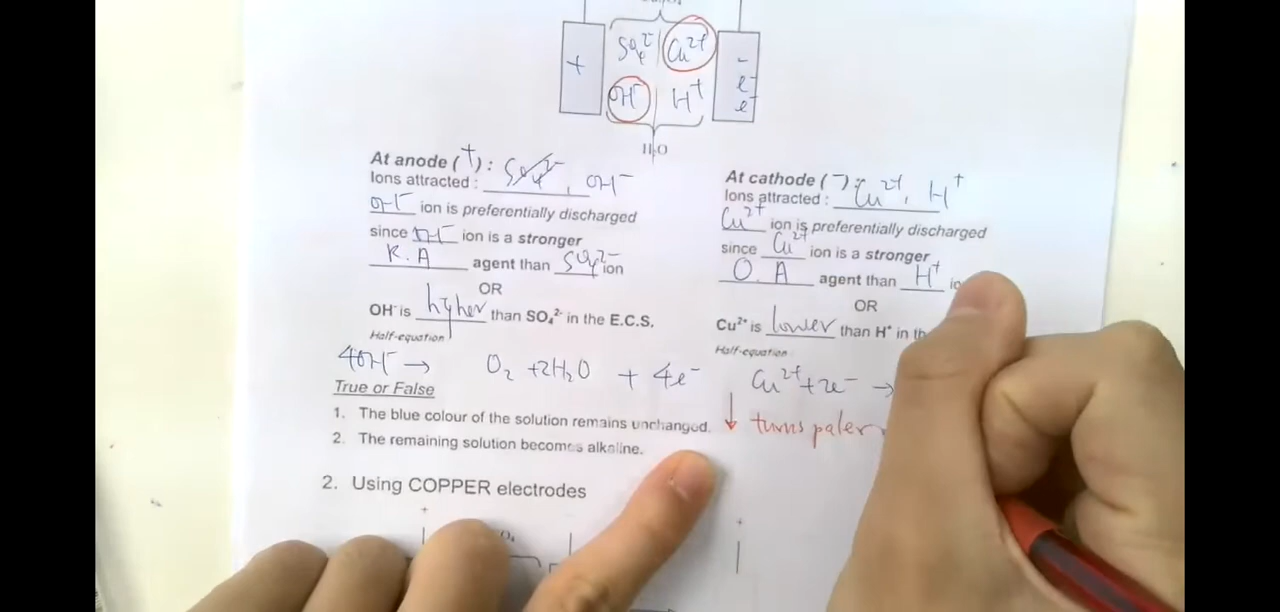 SO₄²⁻ Cu²⁺
+ −
OH⁻ H⁺ e⁻
e⁻
H₂O
At anode (+):
Ions attracted : SO₄²⁻, OH⁻
OH⁻ ion is preferentially discharged
since OH⁻ ion is a stronger
R.A agent than SO₄²⁻ ion
OR
OH⁻ is higher than SO₄²⁻ in the E.C.S.
Half-equation
4OH⁻ → O₂ + 2H₂O + 4e⁻
At cathode (−):
Ions attracted : Cu²⁺, H⁺
Cu²⁺ ion is preferentially discharged
since Cu²⁺ ion is a stronger
O.A agent than H⁺
OR
Cu²⁺ is lower than H⁺ in
Half-equation
Cu²⁺ + 2e⁻ →
True or False
1. The blue colour of the solution remains unchanged. ↓ turns paler
2. The remaining solution becomes alkaline.
2. Using COPPER electrodes
+ +